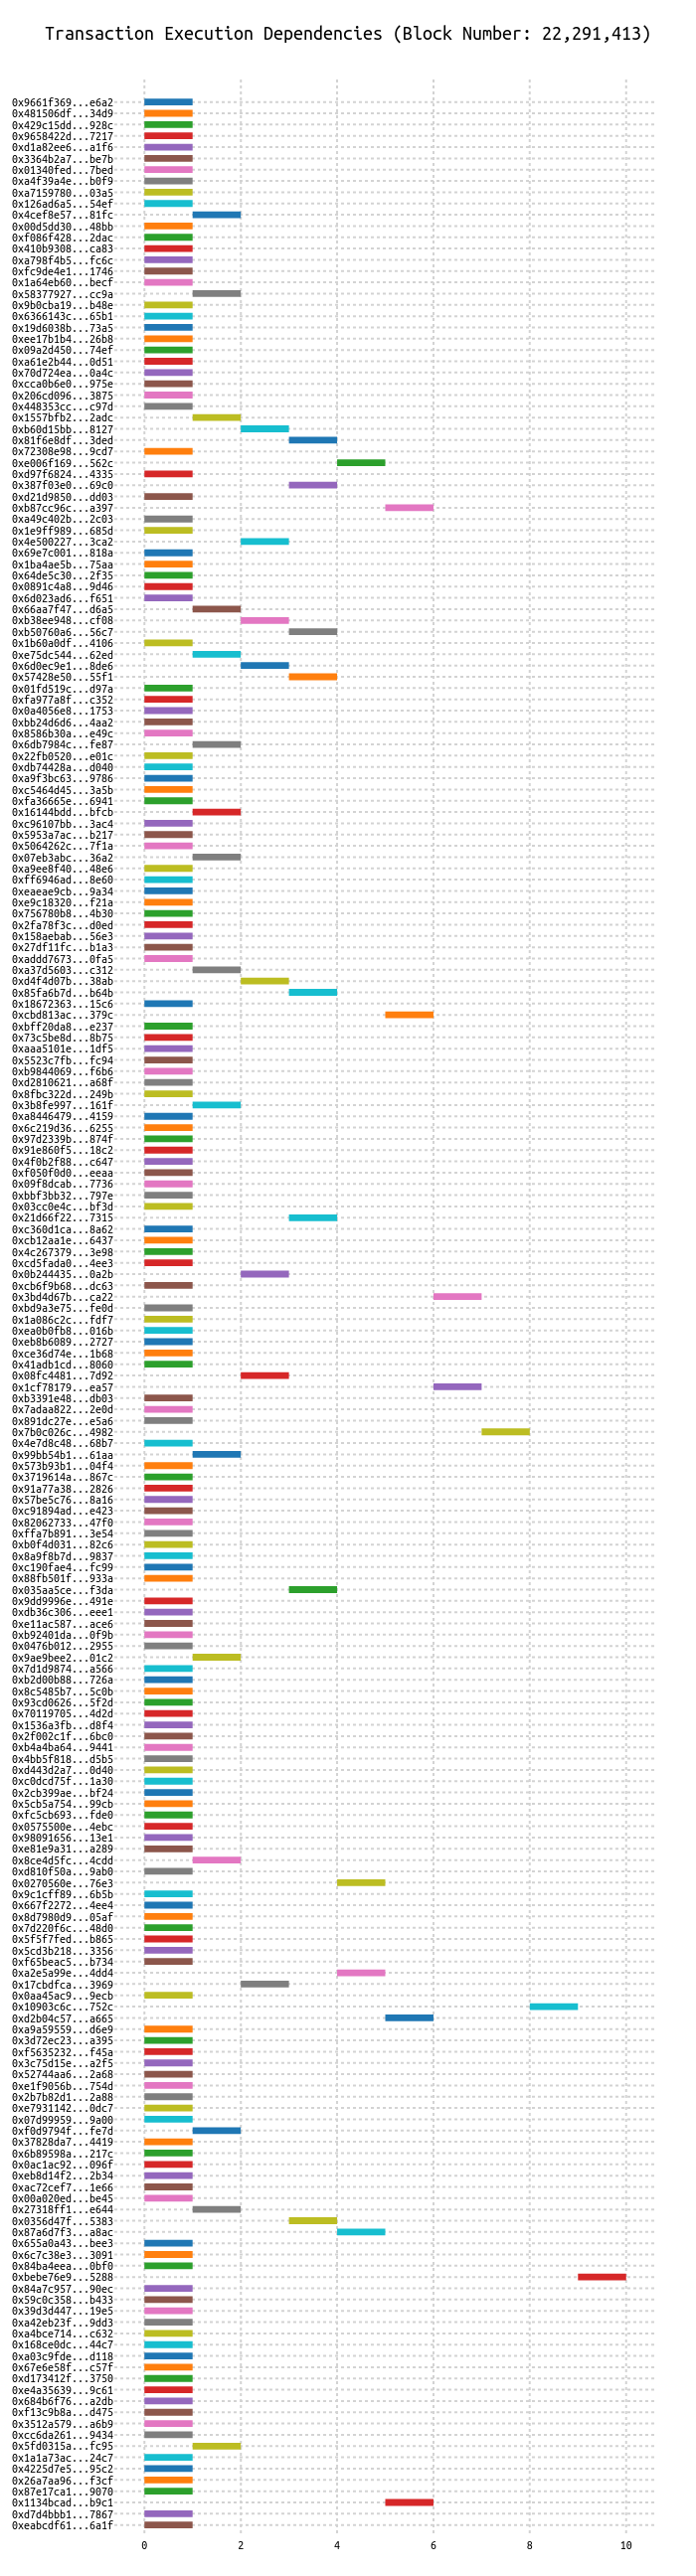 Transaction Execution Dependencies (Block Number: 22,291,413)
0x9661f369...e6a2
0x481506df...34d9
0x429c15dd...928c
0x9658422d...7217
0xd1a82ee6...a1f6
0x3364b2a7...be7b
0x01340fed...7bed
0xa4f39a4e...b0f9
0xa7159780...03a5
0x126ad6a5...54ef
0x4cef8e57...81fc
0x00d5dd30...48bb
0xf086f428...2dac
0x410b9308...ca83
0xa798f4b5...fc6c
0xfc9de4e1...1746
0x1a64eb60...becf
0x58377927...cc9a
0x9b0cba19...b48e
0x6366143c...65b1
0x19d6038b...73a5
0xee17b1b4...26b8
0x09a2d450...74ef
0xa61e2b44...0d51
0x70d724ea...0a4c
0xcca0b6e0...975e
0x206cd096...3875
0x448353cc...c97d
0x1557bfb2...2adc
0xb60d15bb...8127
0x81f6e8df...3ded
0x72308e98...9cd7
0xe006f169...562c
0xd97f6824...4335
0x387f03e0...69c0
0xd21d9850...dd03
0xb87cc96c...a397
0xa49c402b...2c03
0x1e9ff989...685d
0x4e500227...3ca2
0x69e7c001...818a
0x1ba4ae5b...75aa
0x64de5c30...2f35
0x0891c4a8...9d46
0x6d023ad6...f651
0x66aa7f47...d6a5
0xb38ee948...cf08
0xb50760a6...56c7
0x1b60a0df...4106
0xe75dc544...62ed
0x6d0ec9e1...8de6
0x57428e50...55f1
0x01fd519c...d97a
0xfa977a8f...c352
0x0a4056e8...1753
0xbb24d6d6...4aa2
0x8586b30a...e49c
0x6db7984c...fe87
0x22fb0520...e01c
0xdb74428a...d040
0xa9f3bc63...9786
0xc5464d45...3a5b
0xfa36665e...6941
0x16144bdd...bfcb
0xc96107bb...3ac4
0x5953a7ac...b217
0x5064262c...7f1a
0x07eb3abc...36a2
0xa9ee8f40...48e6
0xff6946ad...8e60
0xeaeae9cb...9a34
0xe9c18320...f21a
0x756780b8...4b30
0x2fa78f3c...d0ed
0x158aebab...56e3
0x27df11fc...b1a3
0xaddd7673...0fa5
0xa37d5603...c312
0xd4f4d07b...38ab
0x85fa6b7d...b64b
0x18672363...15c6
0xcbd813ac...379c
0xbff20da8...e237
0x73c5be8d...8b75
0xaaa5101e...1df5
0x5523c7fb...fc94
0xb9844069...f6b6
0xd2810621...a68f
0x8fbc322d...249b
0x3b8fe997...161f
0xa8446479...4159
0x6c219d36...6255
0x97d2339b...874f
0x91e860f5...18c2
0x4f0b2f88...c647
0xf050f0d0...eeaa
0x09f8dcab...7736
0xbbf3bb32...797e
0x03cc0e4c...bf3d
0x21d66f22...7315
0xc360d1ca...8a62
0xcb12aa1e...6437
0x4c267379...3e98
0xcd5fada0...4ee3
0x0b244435...0a2b
0xcb6f9b68...dc63
0x3bd4d67b...ca22
0xbd9a3e75...fe0d
0x1a086c2c...fdf7
0xea0b0fb8...016b
0xeb8b6089...2727
0xce36d74e...1b68
0x41adb1cd...8060
0x08fc4481...7d92
0x1cf78179...ea57
0xb3391e48...db03
0x7adaa822...2e0d
0x891dc27e...e5a6
0x7b0c026c...4982
0x4e7d8c48...68b7
0x99bb54b1...61aa
0x573b93b1...04f4
0x3719614a...867c
0x91a77a38...2826
0x57be5c76...8a16
0xc91894ad...e423
0x82062733...47f0
0xffa7b891...3e54
0xb0f4d031...82c6
0x8a9f8b7d...9837
0xc190fae4...fc99
0x88fb501f...933a
0x035aa5ce...f3da
0x9dd9996e...491e
0xdb36c306...eee1
0xe11ac587...ace6
0xb92401da...0f9b
0x0476b012...2955
0x9ae9bee2...01c2
0x7d1d9874...a566
0xb2d00b88...726a
0x8c5485b7...5c0b
0x93cd0626...5f2d
0x70119705...4d2d
0x1536a3fb...d8f4
0x2f002c1f...6bc0
0xb4a4ba64...9441
0x4bb5f818...d5b5
0xd443d2a7...0d40
0xc0dcd75f...1a30
0x2cb399ae...bf24
0x5cb5a754...99cb
0xfc5cb693...fde0
0x0575500e...4ebc
0x98091656...13e1
0xe81e9a31...a289
0x8ce4d5fc...4cdd
0xd810f50a...9ab0
0x0270560e...76e3
0x9c1cff89...6b5b
0x667f2272...4ee4
0x8d7980d9...05af
0x7d220f6c...48d0
0x5f5f7fed...b865
0x5cd3b218...3356
0xf65beac5...b734
0xa2e5a99e...4dd4
0x17cbdfca...3969
0x0aa45ac9...9ecb
0x10903c6c...752c
0xd2b04c57...a665
0xa9a59559...d6e9
0x3d72ec23...a395
0xf5635232...f45a
0x3c75d15e...a2f5
0x52744aa6...2a68
0xe1f9056b...754d
0x2b7b82d1...2a88
0xe7931142...0dc7
0x07d99959...9a00
0xf0d9794f...fe7d
0x37828da7...4419
0x6b89598a...217c
0x0ac1ac92...096f
0xeb8d14f2...2b34
0xac72cef7...1e66
0x00a020ed...be45
0x27318ff1...e644
0x0356d47f...5383
0x87a6d7f3...a8ac
0x655a0a43...bee3
0x6c7c38e3...3091
0x84ba4eea...0bf0
0xbebe76e9...5288
0x84a7c957...90ec
0x59c0c358...b433
0x39d3d447...19e5
0xa42eb23f...9dd3
0xa4bce714...c632
0x168ce0dc...44c7
0xa03c9fde...d118
0x67e6e58f...c57f
0xd173412f...3750
0xe4a35639...9c61
0x684b6f76...a2db
0xf13c9b8a...d475
0x3512a579...a6b9
0xcc6da261...9434
0x5fd0315a...fc95
0x1a1a73ac...24c7
0x4225d7e5...95c2
0x26a7aa96...f3cf
0x87e17ca1...9070
0x1134bcad...b9c1
0xd7d4bbb1...7867
0xeabcdf61...6a1f
0 2 4 6 8 10